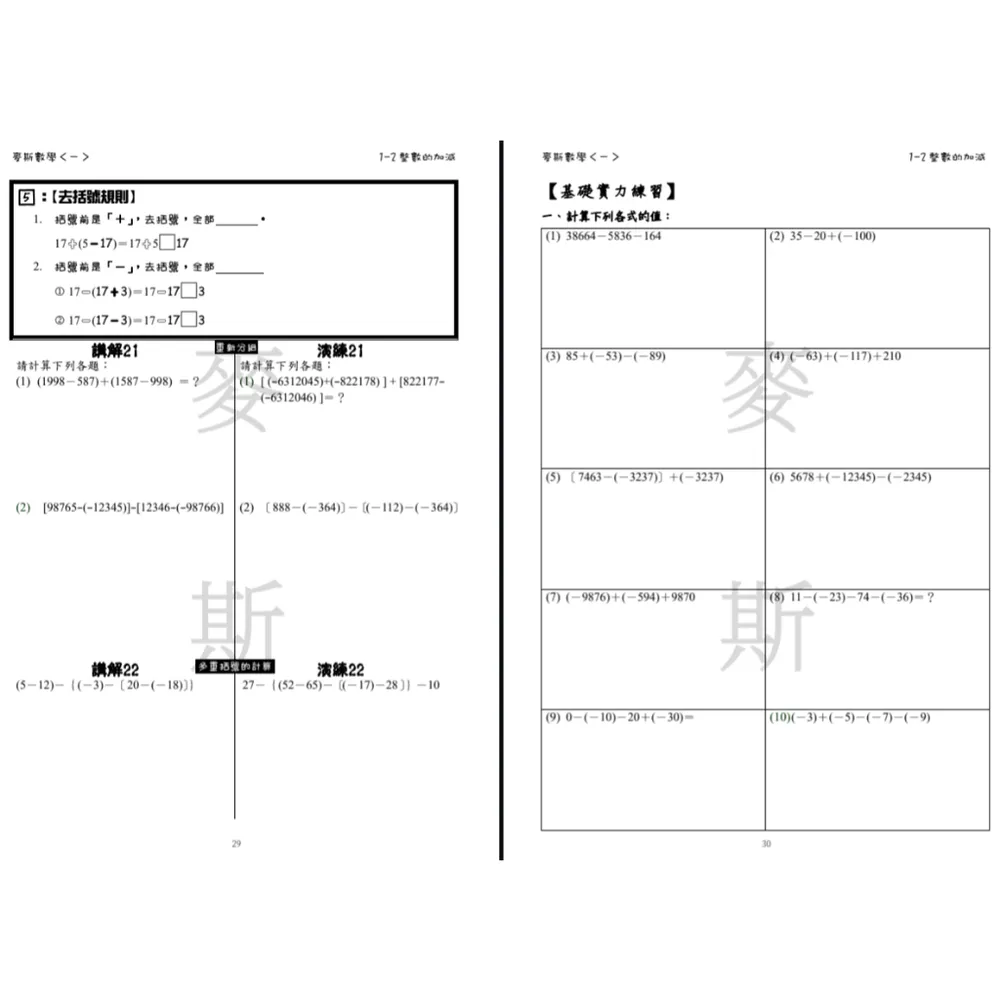 麥斯數學＜一＞
1-2 整數的加減
5：【去括號規則】
1. 括號前是「＋」，去括號，全部______。
17＋(5－17)＝17＋5□17
2. 括號前是「－」，去括號，全部______
① 17－(17＋3)＝17－17□3
② 17－(17－3)＝17－17□3
重新分組
講解21
請計算下列各題：
(1) (1998－587)＋(1587－998) ＝？
(2) [98765-(-12345)]-[12346-(-98766)]
演練21
請計算下列各題：
(1) [ (-6312045)+(-822178) ] + [822177-
(-6312046) ]＝？
(2) 〔888－(－364)〕－〔(－112)－(－364)〕
多重括號的計算
講解22
(5－12)－｛(－3)－〔20－(－18)〕｝
演練22
27－｛(52－65)－〔(－17)－28〕｝－10
29
麥
斯
麥斯數學＜一＞
1-2 整數的加減
【基礎實力練習】
一、計算下列各式的值：
(1) 38664－5836－164
(2) 35－20＋(－100)
(3) 85＋(－53)－(－89)
(4) (－63)＋(－117)＋210
(5) 〔7463－(－3237)〕＋(－3237)
(6) 5678＋(－12345)－(－2345)
(7) (－9876)＋(－594)＋9870
(8) 11－(－23)－74－(－36)＝？
(9) 0－(－10)－20＋(－30)＝
(10)(－3)＋(－5)－(－7)－(－9)
30
麥
斯